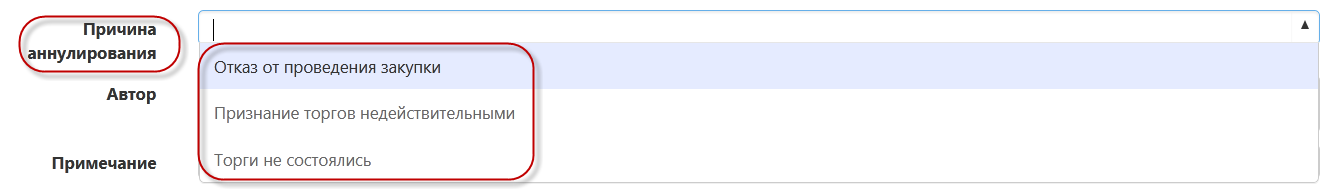 Причина
аннулирования
Отказ от проведения закупки
Автор
Признание торгов недействительными
Примечание
Торги не состоялись